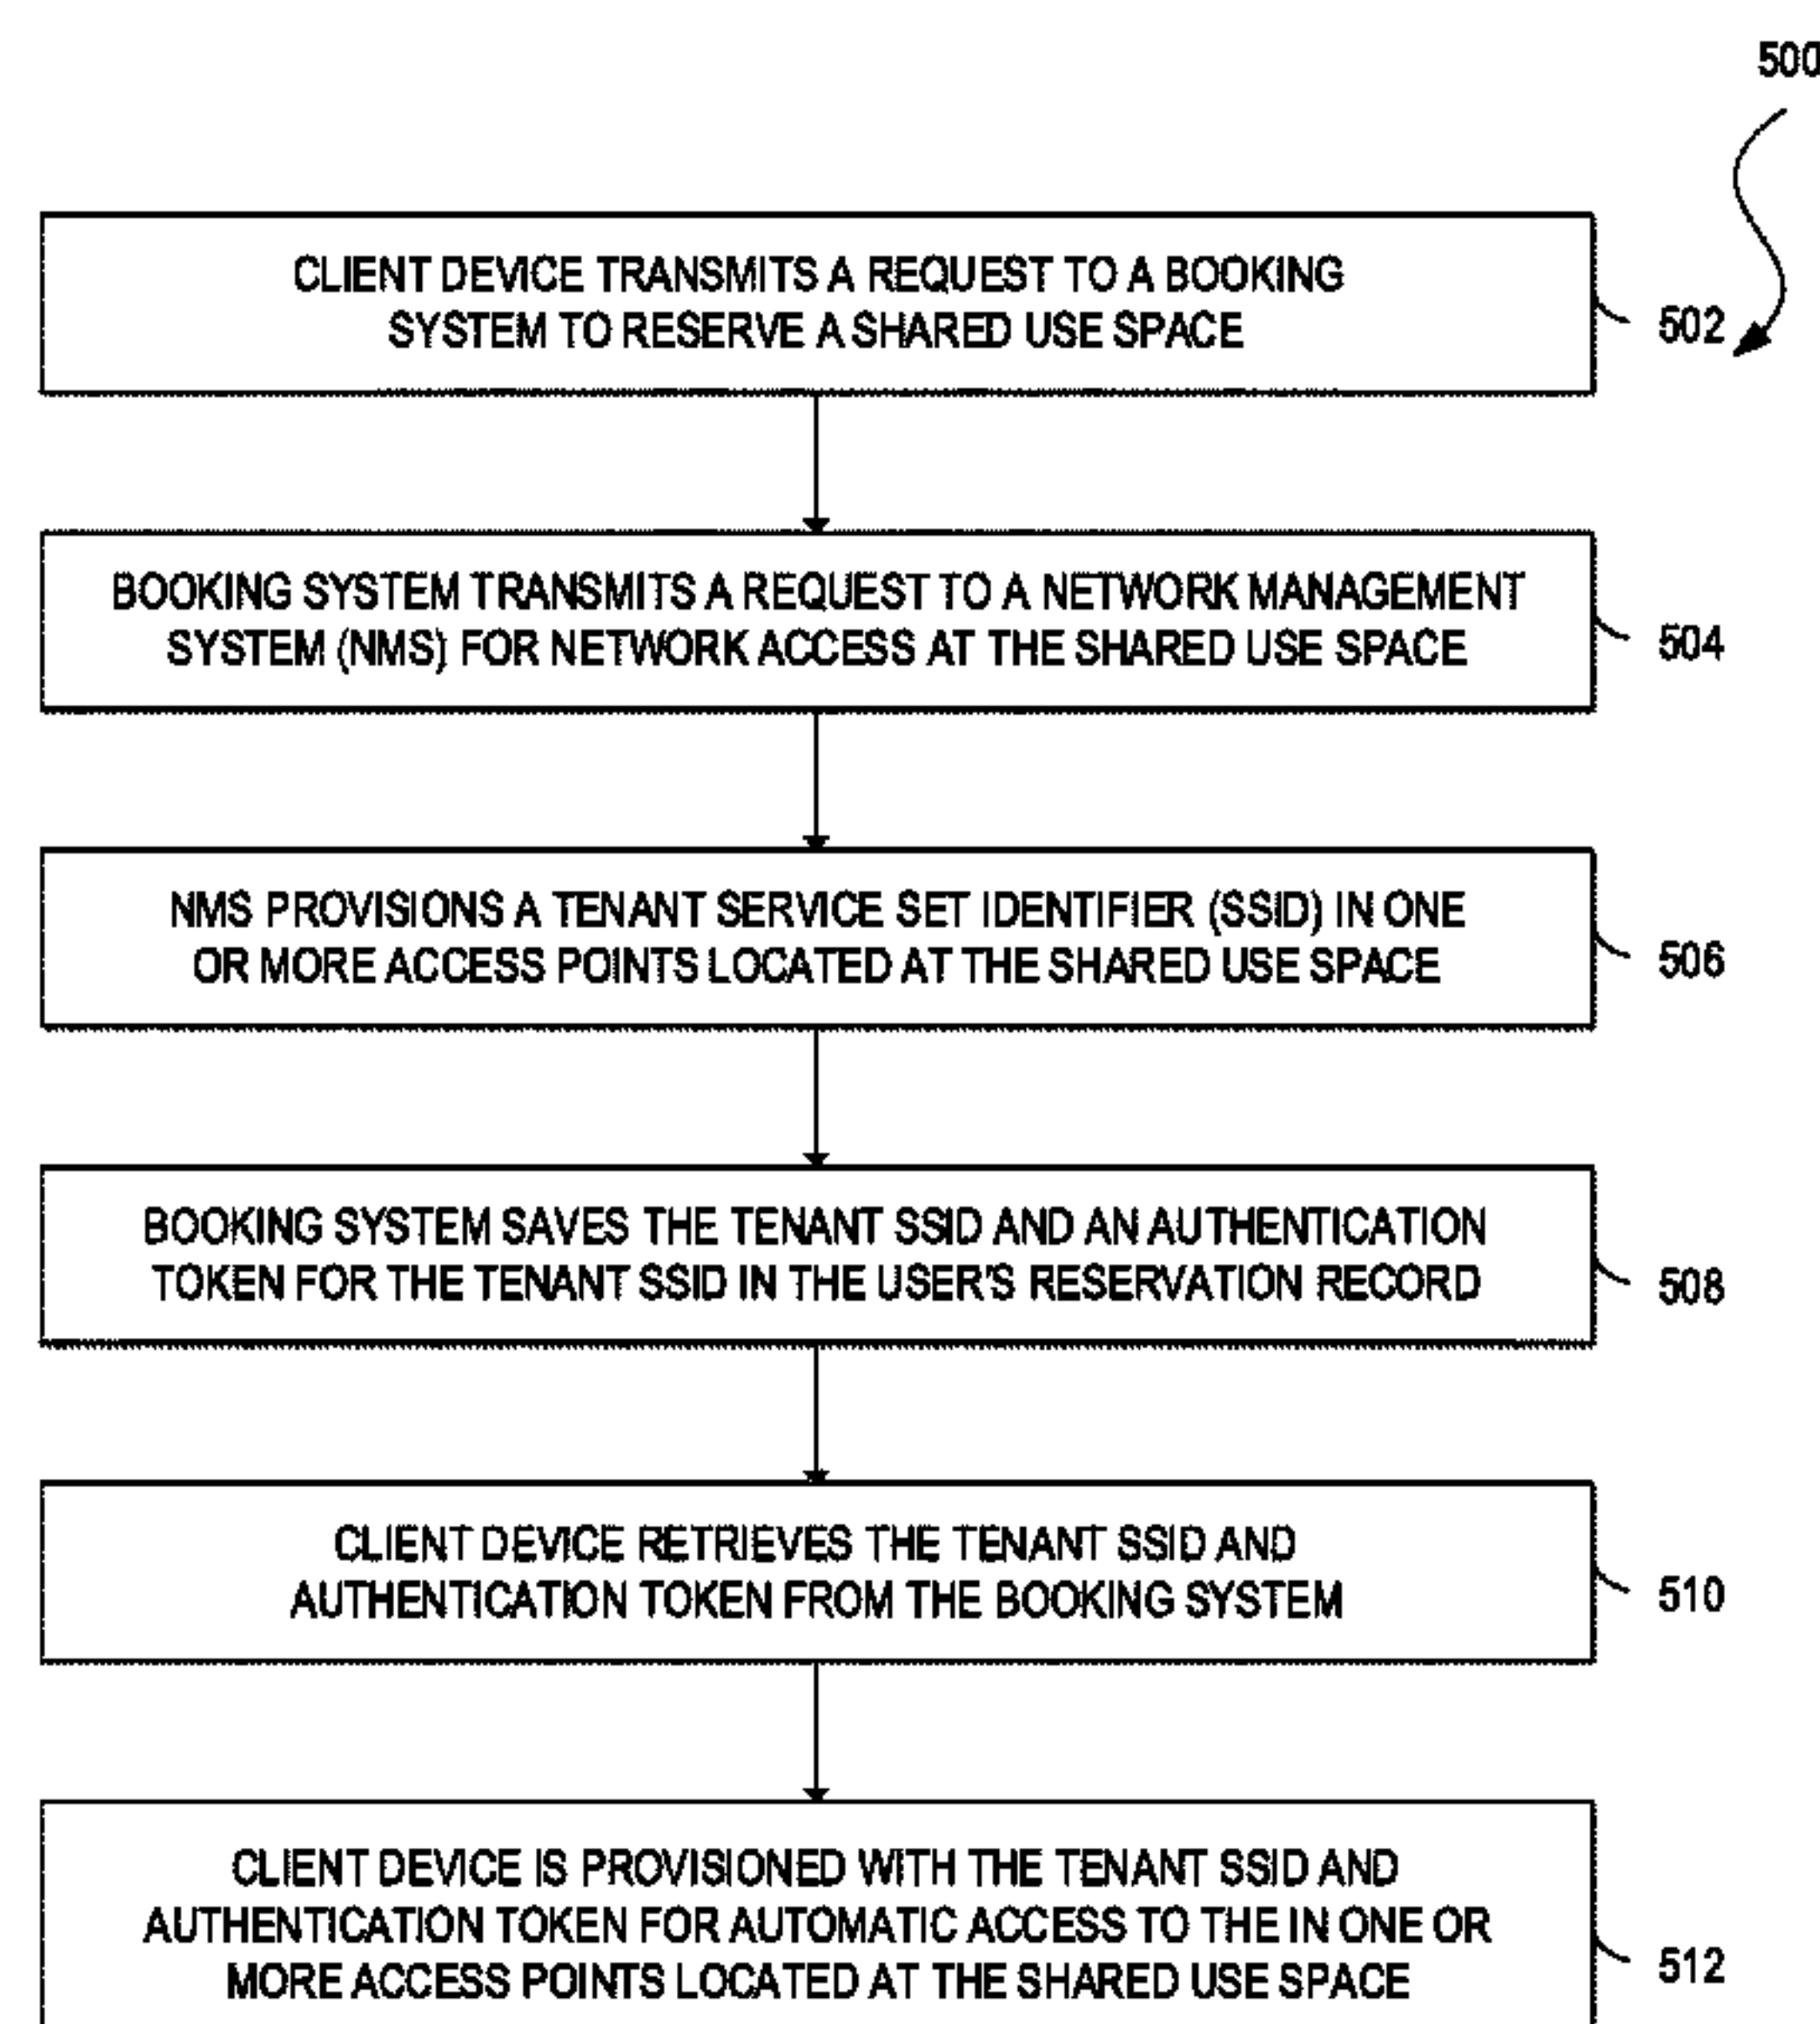 500
CLIENT DEVICE TRANSMITS A REQUEST TO A BOOKING
SYSTEM TO RESERVE A SHARED USE SPACE
502
BOOKING SYSTEM TRANSMITS A REQUEST TO A NETWORK MANAGEMENT
SYSTEM (NMS) FOR NETWORK ACCESS AT THE SHARED USE SPACE
504
NMS PROVISIONS A TENANT SERVICE SET IDENTIFIER (SSID) IN ONE
OR MORE ACCESS POINTS LOCATED AT THE SHARED USE SPACE
506
BOOKING SYSTEM SAVES THE TENANT SSID AND AN AUTHENTICATION
TOKEN FOR THE TENANT SSID IN THE USER'S RESERVATION RECORD
508
CLIENT DEVICE RETRIEVES THE TENANT SSID AND
AUTHENTICATION TOKEN FROM THE BOOKING SYSTEM
510
CLIENT DEVICE IS PROVISIONED WITH THE TENANT SSID AND
AUTHENTICATION TOKEN FOR AUTOMATIC ACCESS TO THE IN ONE OR
MORE ACCESS POINTS LOCATED AT THE SHARED USE SPACE
512